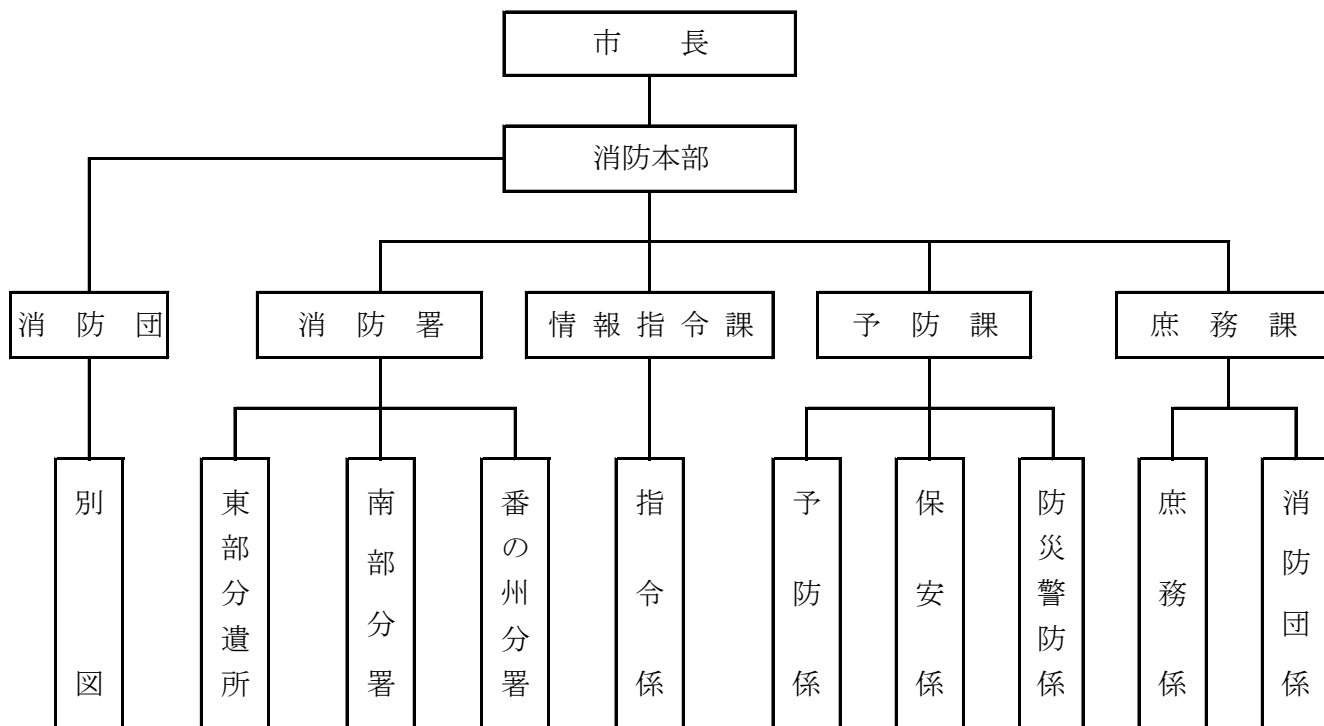 市長
消防本部
消防団
消防署
情報指令課
予防課
庶務課
別図
東部分遣所
南部分署
番の州分署
指令係
予防係
保安係
防災警防係
庶務係
消防団係